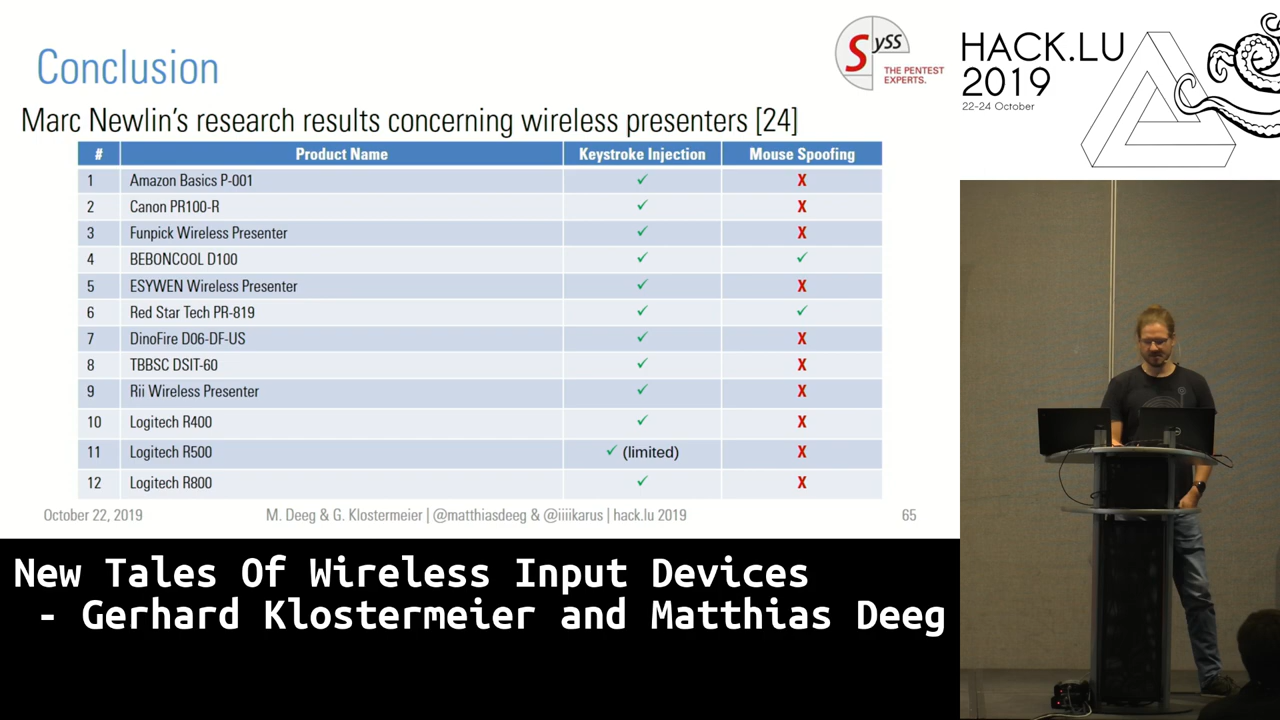 Conclusion
SySS
THE PENTEST
EXPERTS.
HACK.LU
2019
22-24 October
Marc Newlin's research results concerning wireless presenters [24]
# Product Name Keystroke Injection Mouse Spoofing
1 Amazon Basics P-001 ✓ X
2 Canon PR100-R ✓ X
3 Funpick Wireless Presenter ✓ X
4 BEBONCOOL D100 ✓ ✓
5 ESYWEN Wireless Presenter ✓ X
6 Red Star Tech PR-819 ✓ ✓
7 DinoFire D06-DF-US ✓ X
8 TBBSC DSIT-60 ✓ X
9 Rii Wireless Presenter ✓ X
10 Logitech R400 ✓ X
11 Logitech R500 ✓ (limited) X
12 Logitech R800 ✓ X
October 22, 2019 M. Deeg & G. Klostermeier | @matthiasdeeg & @iiiikarus | hack.lu 2019 65
New Tales Of Wireless Input Devices
- Gerhard Klostermeier and Matthias Deeg